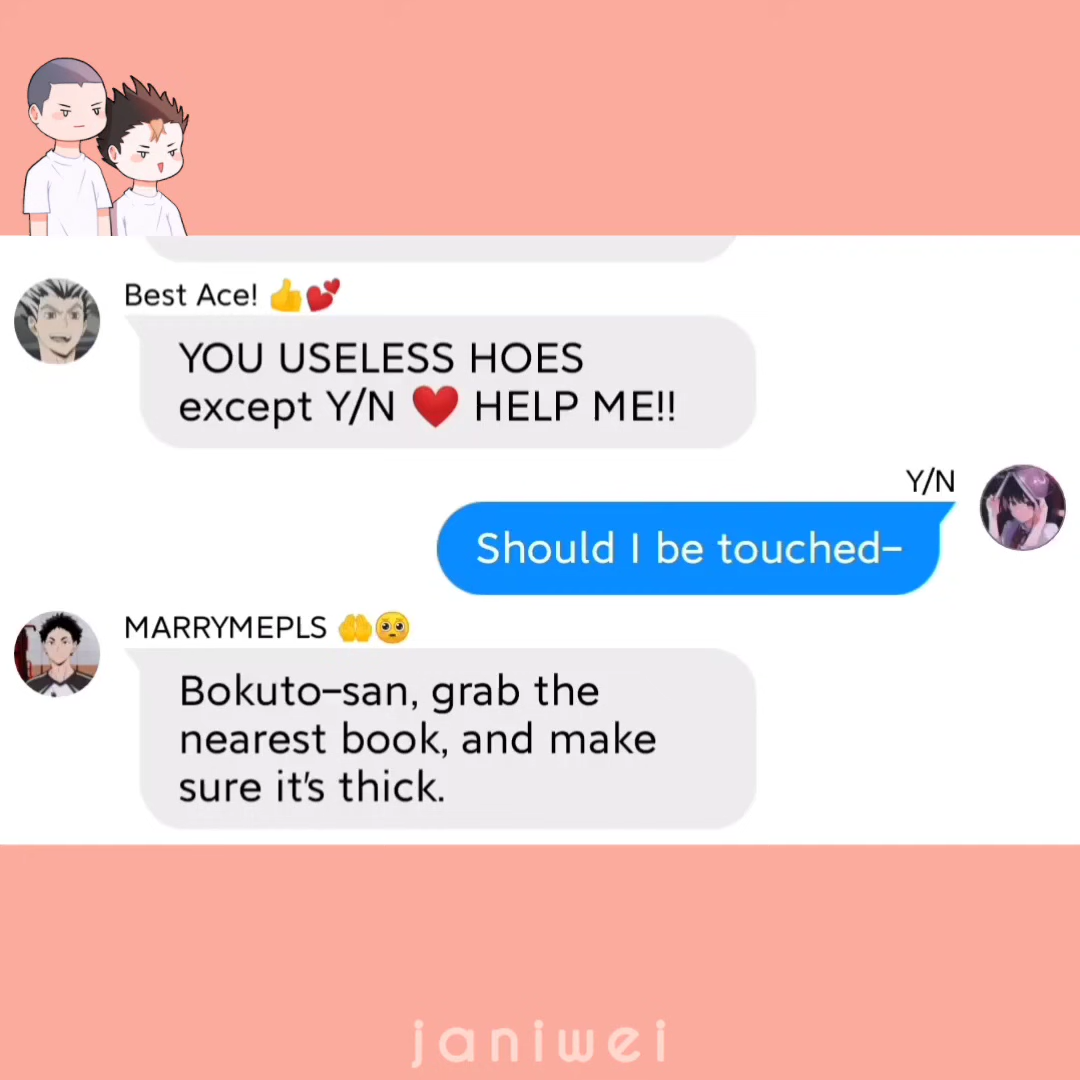 Best Ace! 👍💕
YOU USELESS HOES
except Y/N ❤️ HELP ME!!
Y/N
Should I be touched–
MARRYMEPLS 🤲🥺
Bokuto–san, grab the
nearest book, and make
sure it's thick.
janiwei